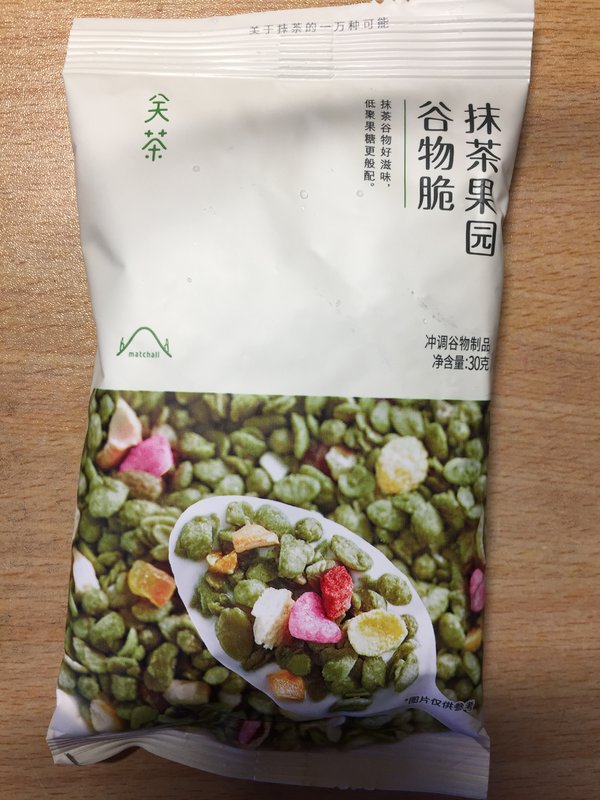 关于抹茶的一万种可能
关茶
抹茶果园
谷物脆
抹茶谷物好滋味，
低聚果糖更般配。
matchall
冲调谷物制品
净含量:30克
*图片仅供参考